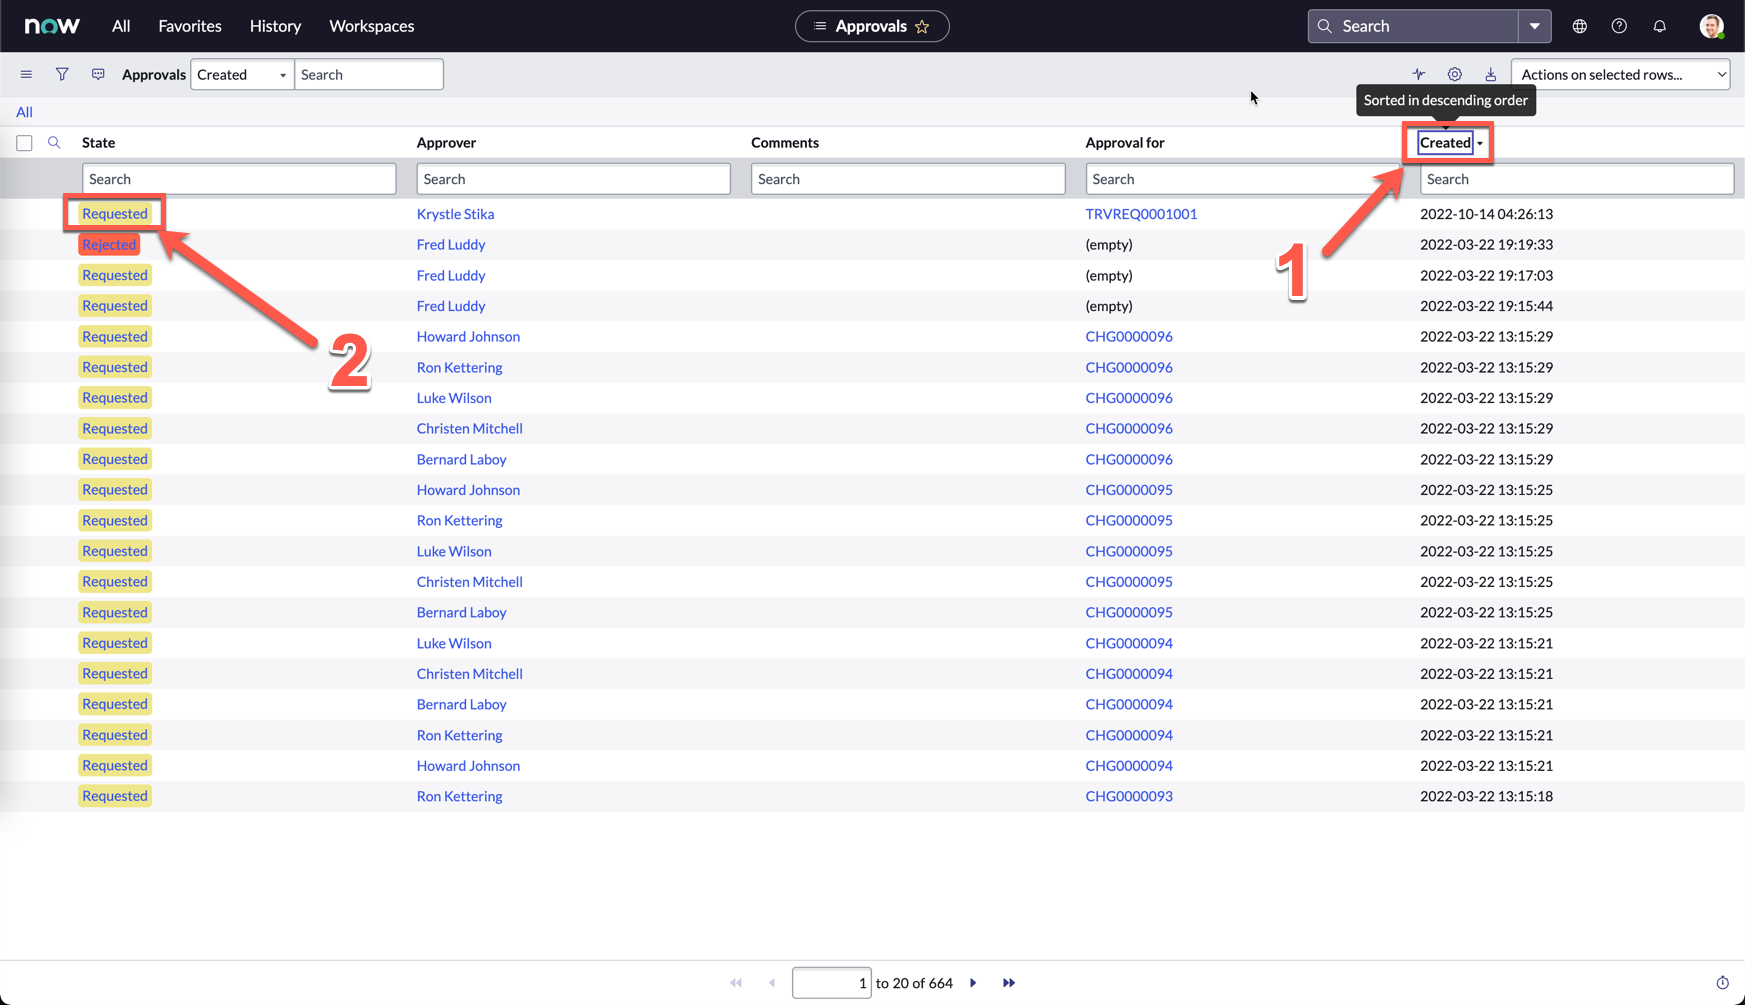 now All Favorites History Workspaces Approvals Search
Approvals Created Search Actions on selected rows...
Sorted in descending order
All
State Approver Comments Approval for Created
Search Search Search Search Search
Requested Krystle Stika TRVREQ0001001 2022-10-14 04:26:13
Rejected Fred Luddy (empty) 2022-03-22 19:19:33
Requested Fred Luddy (empty) 2022-03-22 19:17:03
Requested Fred Luddy (empty) 2022-03-22 19:15:44
1
Requested Howard Johnson CHG0000096 2022-03-22 13:15:29
2
Requested Ron Kettering CHG0000096 2022-03-22 13:15:29
Requested Luke Wilson CHG0000096 2022-03-22 13:15:29
Requested Christen Mitchell CHG0000096 2022-03-22 13:15:29
Requested Bernard Laboy CHG0000096 2022-03-22 13:15:29
Requested Howard Johnson CHG0000095 2022-03-22 13:15:25
Requested Ron Kettering CHG0000095 2022-03-22 13:15:25
Requested Luke Wilson CHG0000095 2022-03-22 13:15:25
Requested Christen Mitchell CHG0000095 2022-03-22 13:15:25
Requested Bernard Laboy CHG0000095 2022-03-22 13:15:25
Requested Luke Wilson CHG0000094 2022-03-22 13:15:21
Requested Christen Mitchell CHG0000094 2022-03-22 13:15:21
Requested Bernard Laboy CHG0000094 2022-03-22 13:15:21
Requested Ron Kettering CHG0000094 2022-03-22 13:15:21
Requested Howard Johnson CHG0000094 2022-03-22 13:15:21
Requested Ron Kettering CHG0000093 2022-03-22 13:15:18
1 to 20 of 664